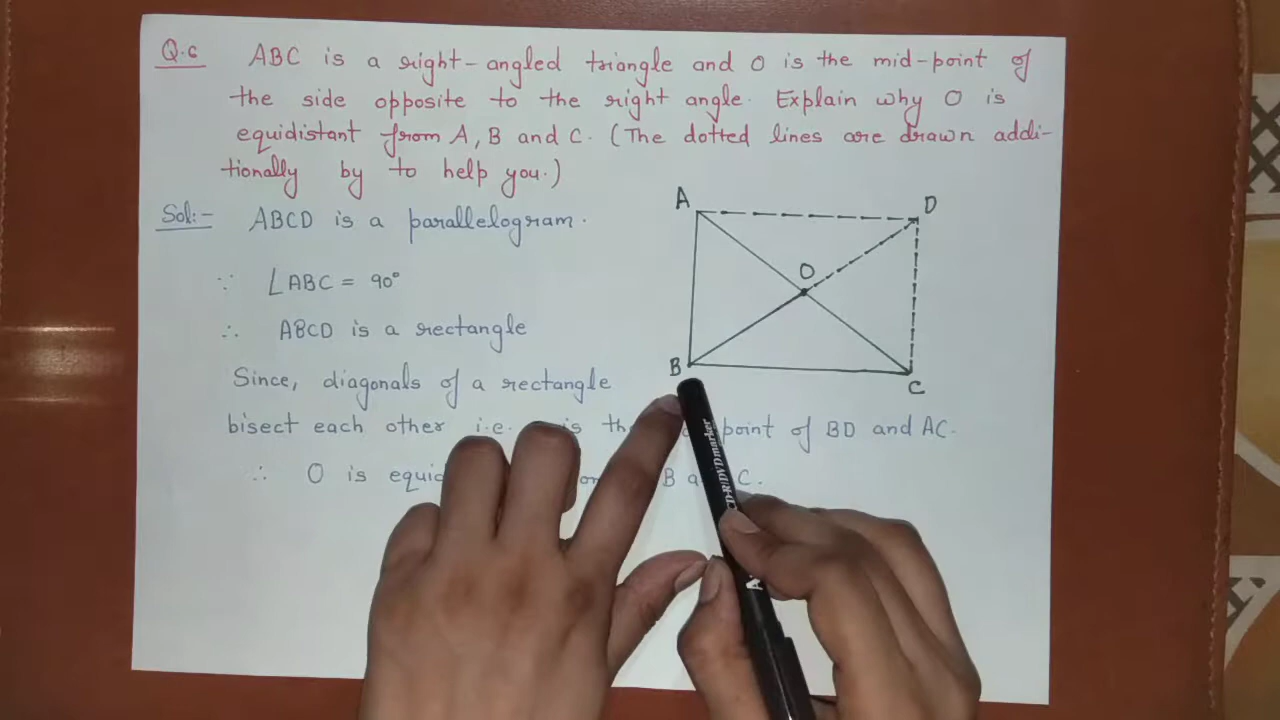 Q.6 ABC is a right-angled triangle and O is the mid-point of
the side opposite to the right angle. Explain why O is
equidistant from A, B and C. (The dotted lines are drawn addi-
tionally by to help you.)
Sol:- ABCD is a parallelogram.
∵ ∠ABC = 90°
∴ ABCD is a rectangle
Since, diagonals of a rectangle
bisect each other i.e. is point of BD and AC.
∴ O is B C.
A
D
O
B
C
CD-R/DVD marker